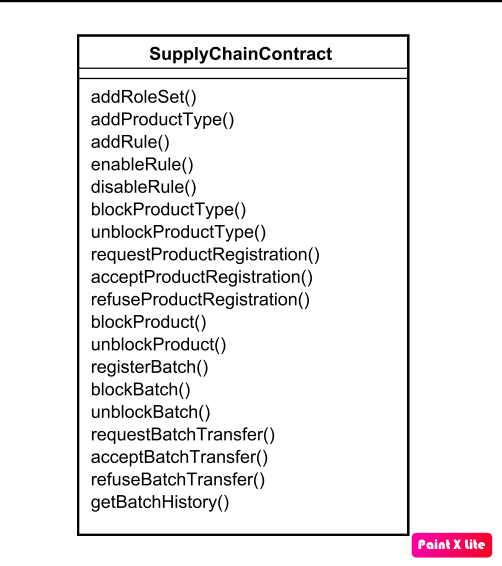 SupplyChainContract
addRoleSet()
addProductType()
addRule()
enableRule()
disableRule()
blockProductType()
unblockProductType()
requestProductRegistration()
acceptProductRegistration()
refuseProductRegistration()
blockProduct()
unblockProduct()
registerBatch()
blockBatch()
unblockBatch()
requestBatchTransfer()
acceptBatchTransfer()
refuseBatchTransfer()
getBatchHistory()
Paint X Lite